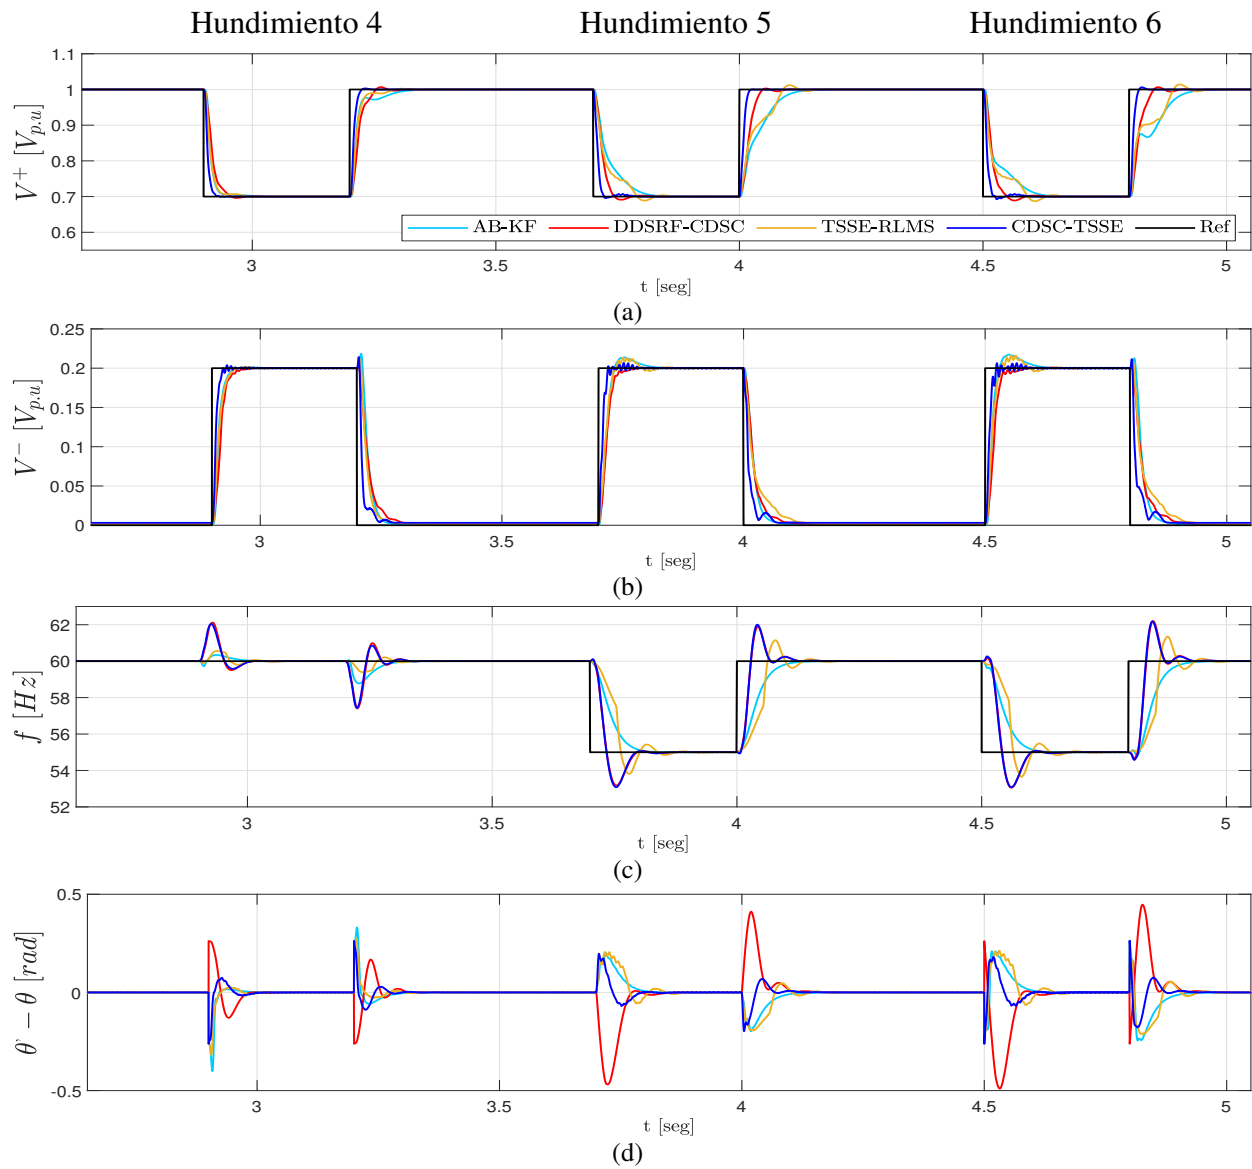 Hundimiento 4 Hundimiento 5 Hundimiento 6
1.1
1
0.9
0.8
0.7
0.6
V⁺ [V_{p.u}]
AB-KF DDSRF-CDSC TSSE-RLMS CDSC-TSSE Ref
3 3.5 4 4.5 5
t [seg]
(a)
0.25
0.2
0.15
0.1
0.05
0
V⁻ [V_{p.u}]
3 3.5 4 4.5 5
t [seg]
(b)
62
60
58
56
54
52
f [Hz]
3 3.5 4 4.5 5
t [seg]
(c)
0.5
0
-0.5
θ' − θ [rad]
3 3.5 4 4.5 5
t [seg]
(d)